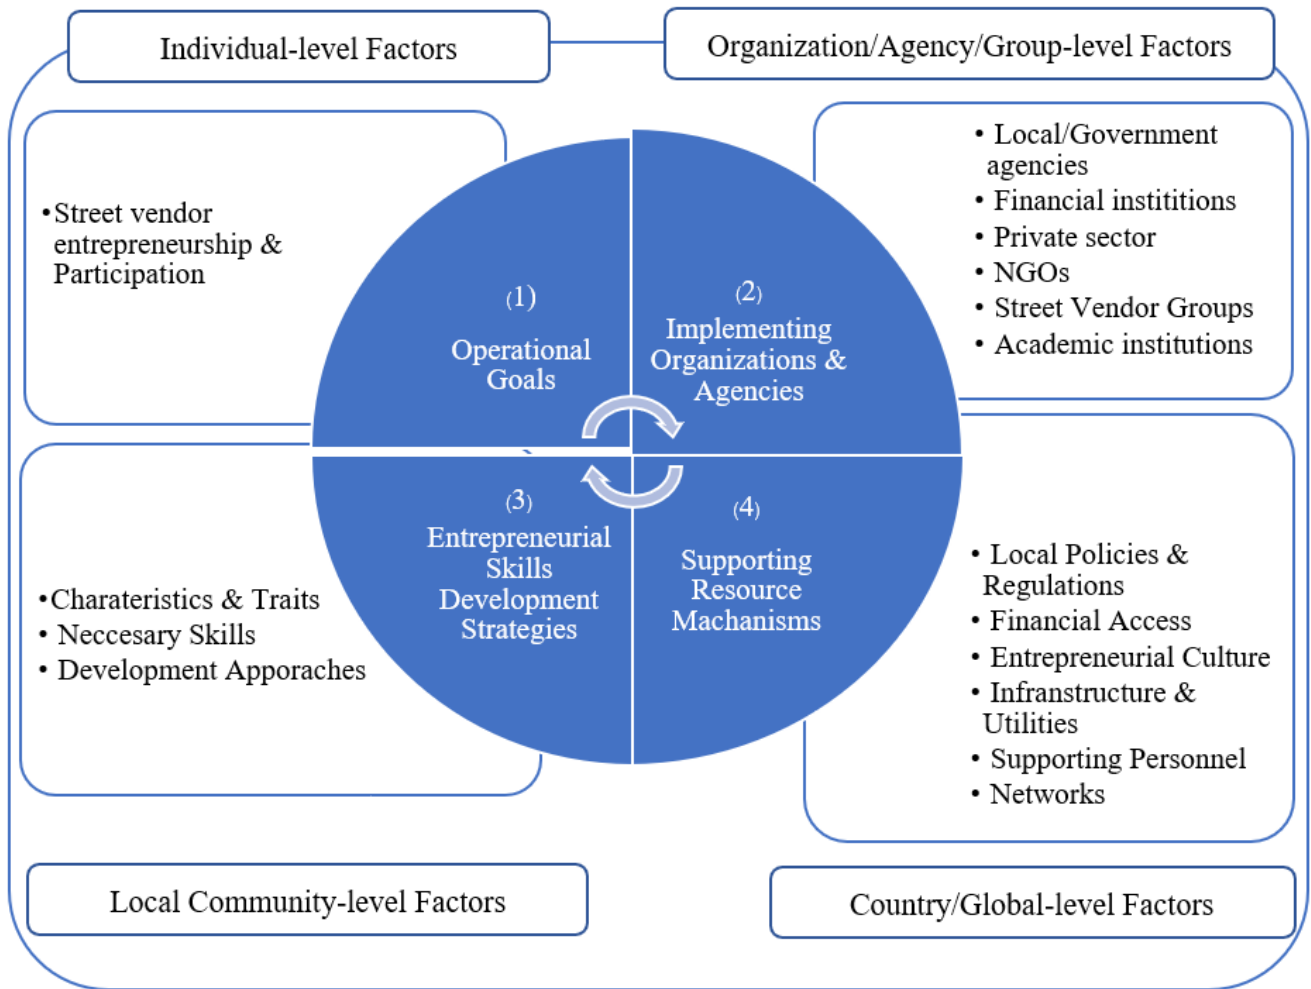 Individual-level Factors
Organization/Agency/Group-level Factors
•Street vendor
entrepreneurship &
Participation
(1)
Operational
Goals
(2)
Implementing
Organizations &
Agencies
• Local/Government
agencies
• Financial instititions
• Private sector
• NGOs
• Street Vendor Groups
• Academic institutions
•Charateristics & Traits
• Neccesary Skills
• Development Apporaches
(3)
Entrepreneurial
Skills
Development
Strategies
(4)
Supporting
Resource
Machanisms
• Local Policies &
Regulations
• Financial Access
• Entrepreneurial Culture
• Infranstructure &
Utilities
• Supporting Personnel
• Networks
Local Community-level Factors
Country/Global-level Factors